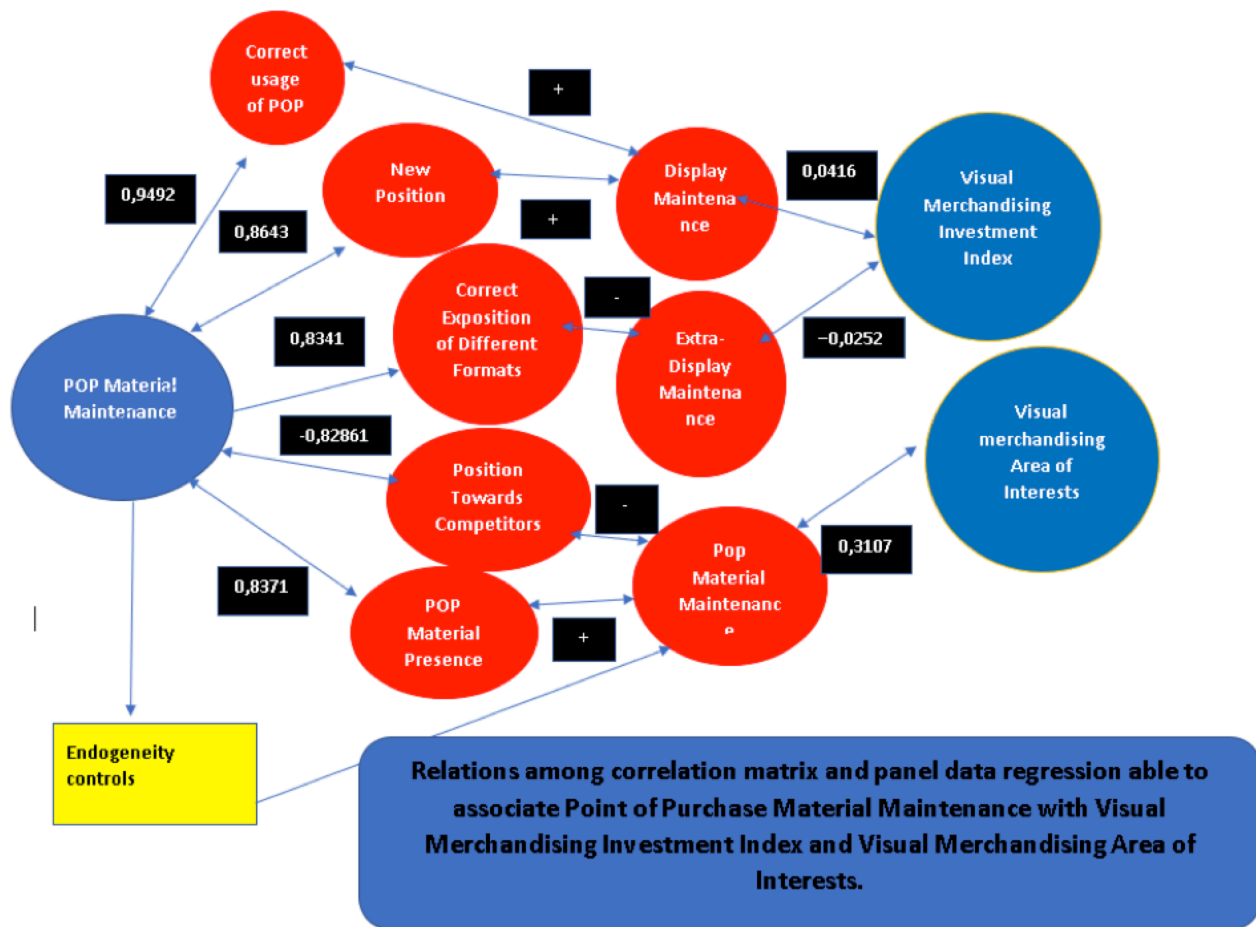 Correct
usage
of POP
+
New
Position
0,9492
0,8643
+
Display
Maintena
nce
0,0416
Visual
Merchandising
Investment
Index
Correct
Exposition
of Different
Formats
-
0,8341
Extra-
Display
Maintena
nce
−0,0252
POP Material
Maintenance
-0,82861
Position
Towards
Competitors
-
Visual
merchandising
Area of
Interests
Pop
Material
Maintenanc
e
0,3107
0,8371
POP
Material
Presence
+
Endogeneity
controls
Relations among correlation matrix and panel data regression able to
associate Point of Purchase Material Maintenance with Visual
Merchandising Investment Index and Visual Merchandising Area of
Interests.